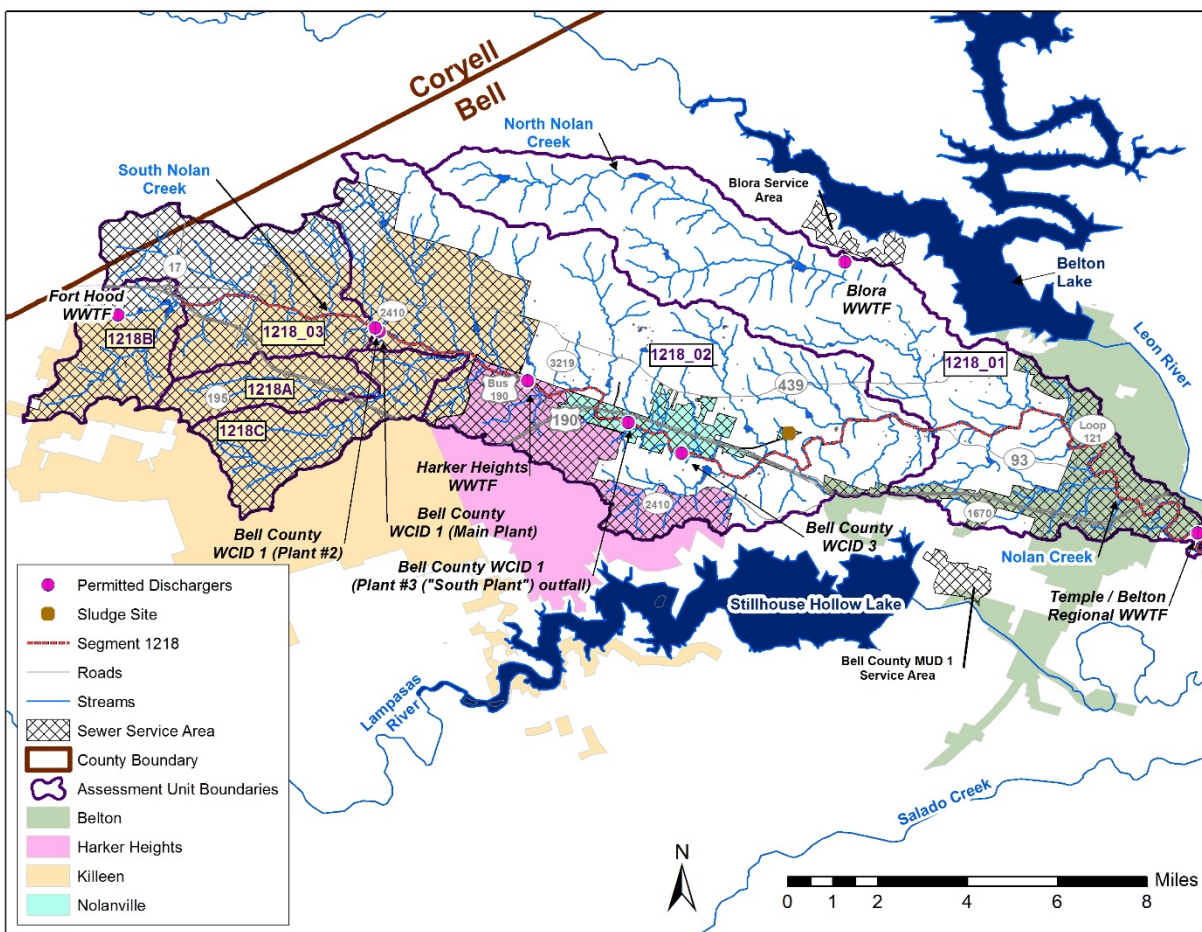 Coryell
Bell
North Nolan
Creek
South Nolan
Creek
Blora Service
Area
17
Belton
Lake
Fort Hood
WWTF
2410
Blora
WWTF
1218_03
1218B
Leon River
1218_02
3219
1218_01
1218A
Bus
190
439
195
190
Loop
121
1218C
93
Harker Heights
WWTF
2410
1670
Bell County
WCID 1 (Main Plant)
Bell County
WCID 3
Bell County
WCID 1 (Plant #2)
Nolan Creek
Bell County WCID 1
(Plant #3 ("South Plant") outfall)
Temple / Belton
Regional WWTF
Stillhouse Hollow Lake
Bell County MUD 1
Service Area
Lampasas
River
Salado Creek
Permitted Dischargers
Sludge Site
Segment 1218
Roads
Streams
Sewer Service Area
County Boundary
Assessment Unit Boundaries
Belton
Harker Heights
Killeen
Nolanville
N
Miles
0 1 2 4 6 8